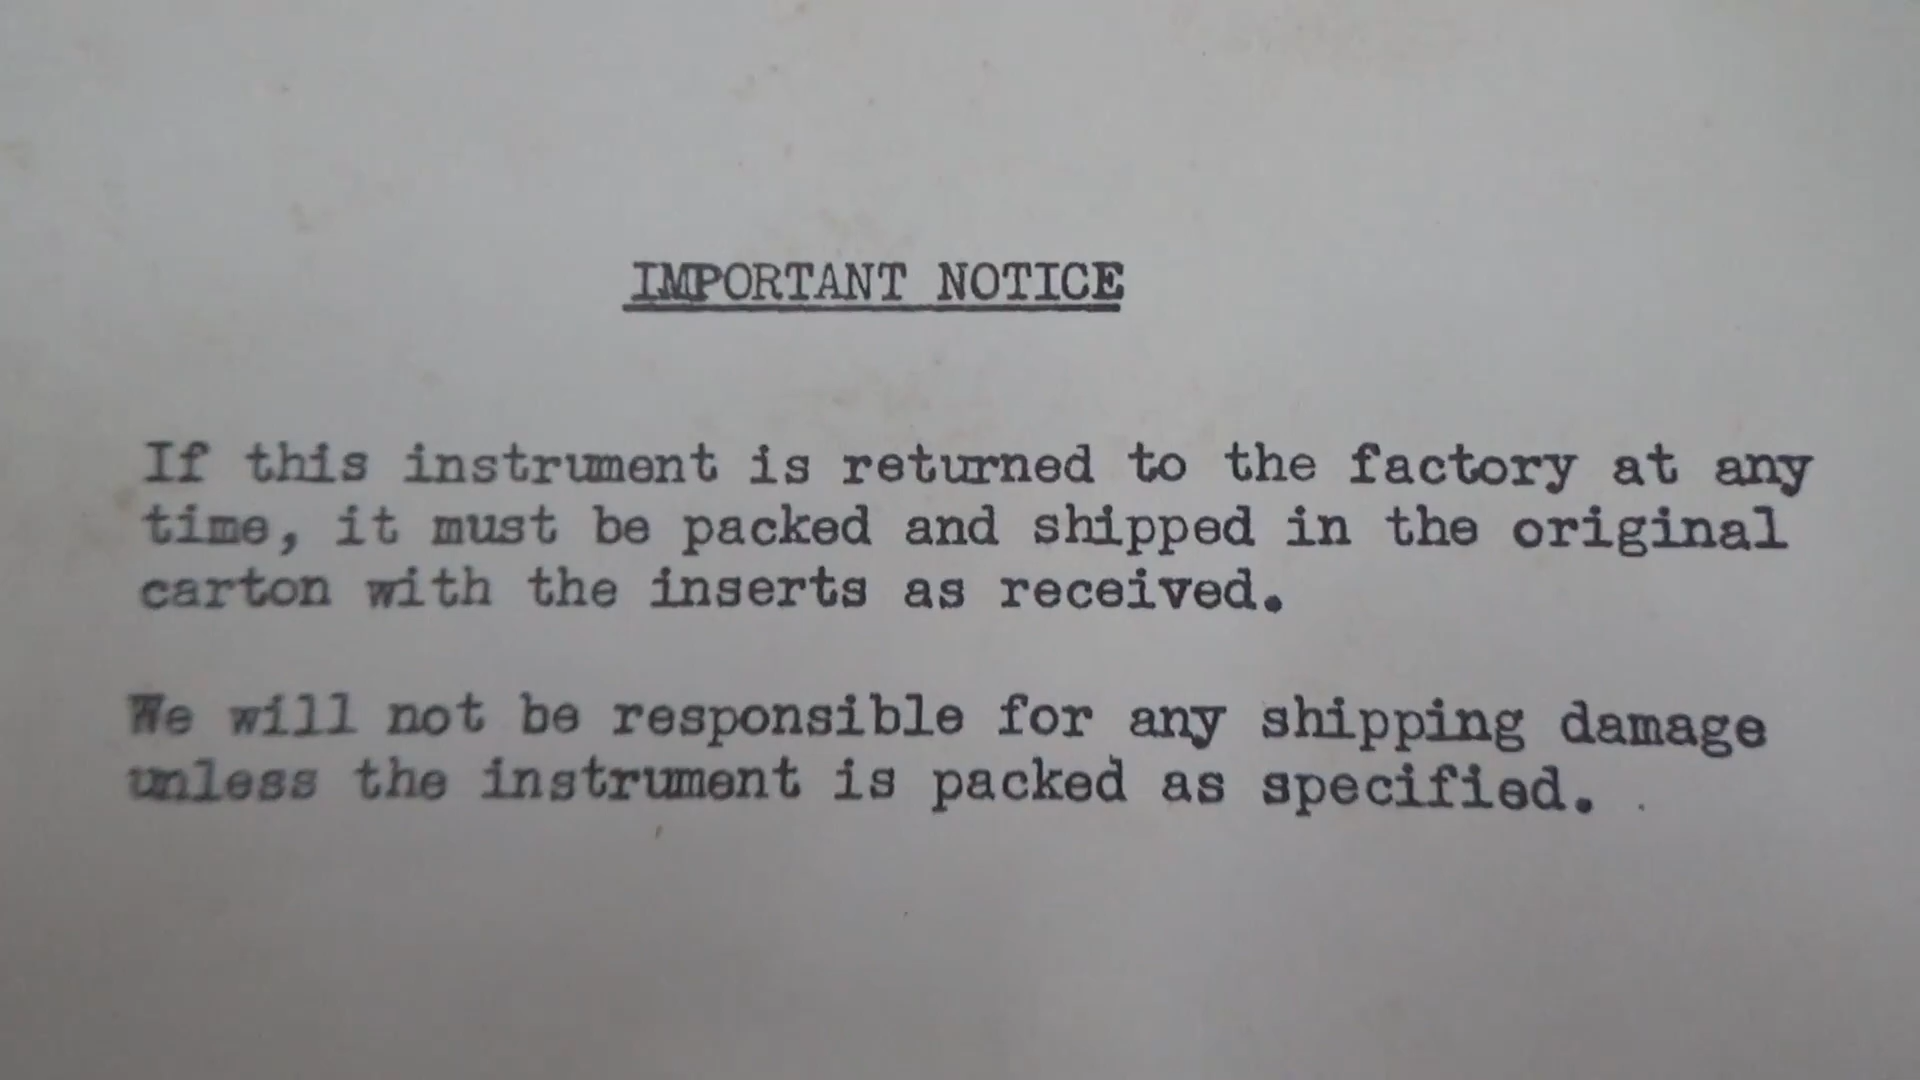 IMPORTANT NOTICE
If this instrument is returned to the factory at any
time, it must be packed and shipped in the original
carton with the inserts as received.
We will not be responsible for any shipping damage
unless the instrument is packed as specified.